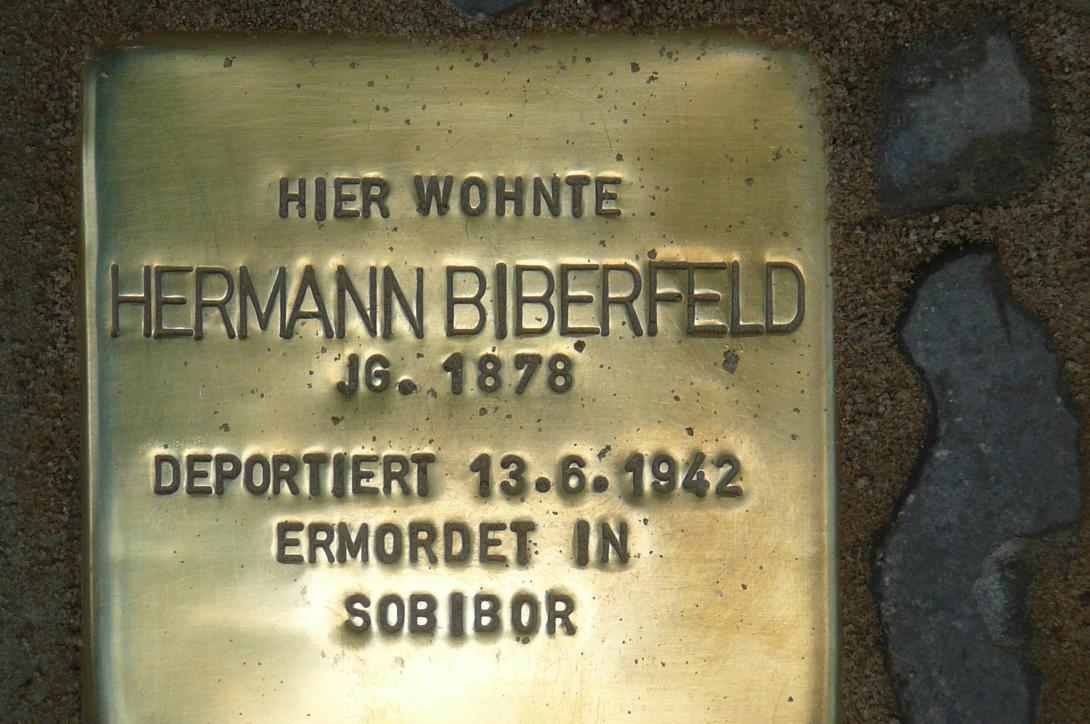 HIER WOHNTE
HERMANN BIBERFELD
JG. 1878
DEPORTIERT 13.6.1942
ERMORDET IN
SOBIBOR